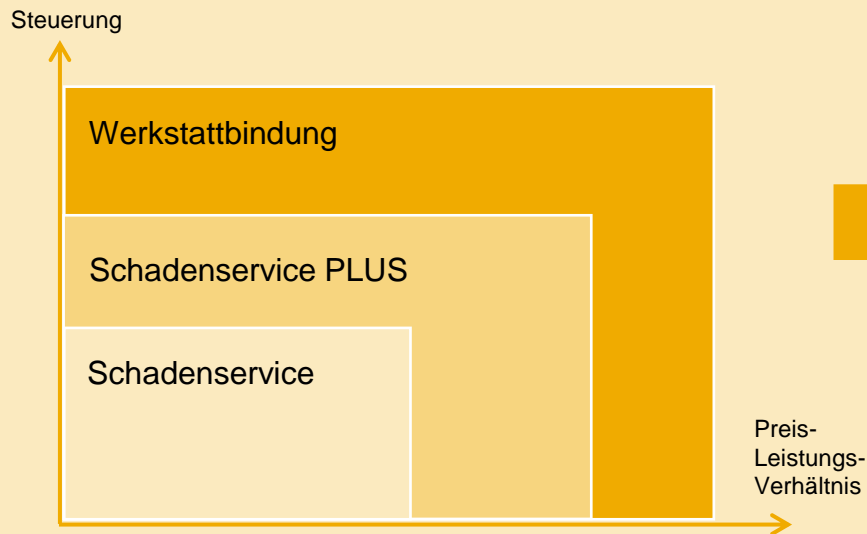 Steuerung
Werkstattbindung
Schadenservice PLUS
Schadenservice
Preis-
Leistungs-
Verhältnis